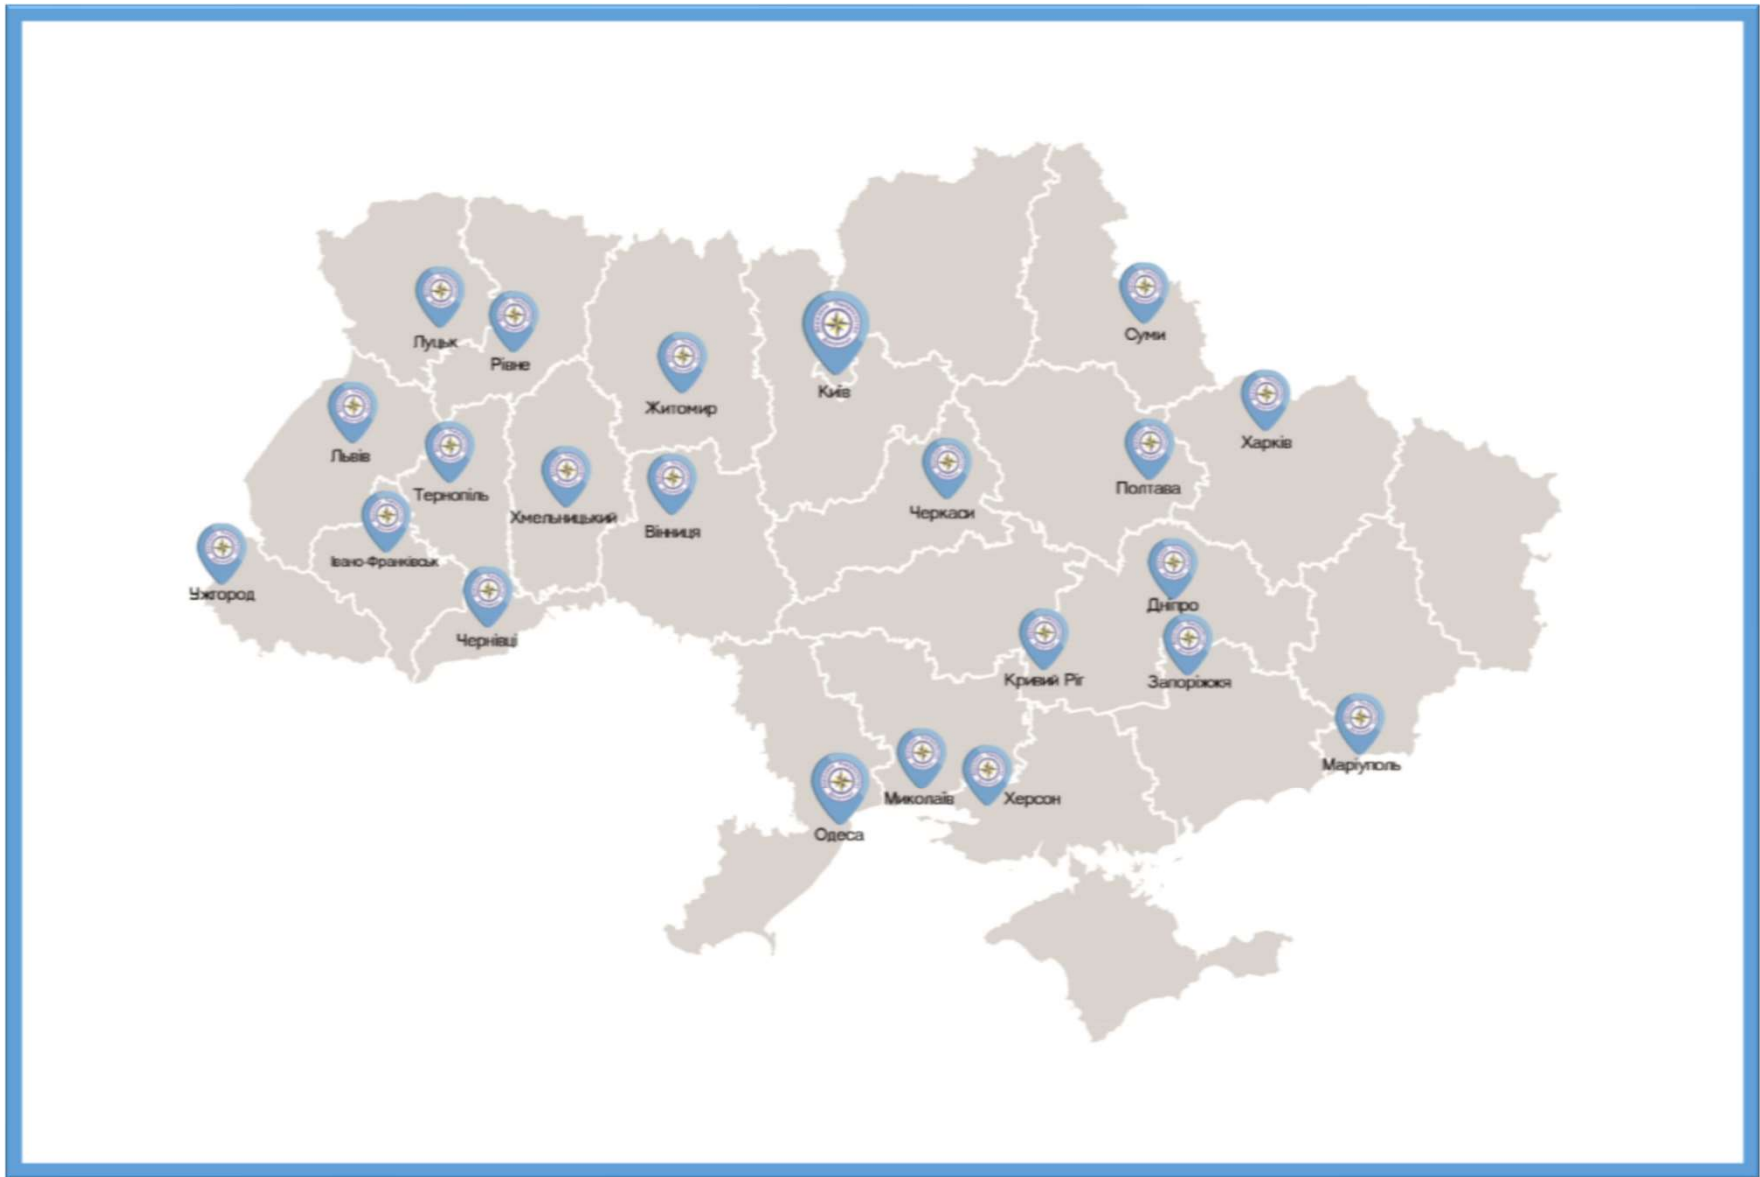 Суми
Луцьк
Рівне
Київ
Житомир
Харків
Львів
Полтава
Тернопіль
Черкаси
Хмельницький
Вінниця
Івано-Франківськ
Ужгород
Дніпро
Чернівці
Кривий Ріг
Запоріжжя
Маріуполь
Миколаїв
Херсон
Одеса